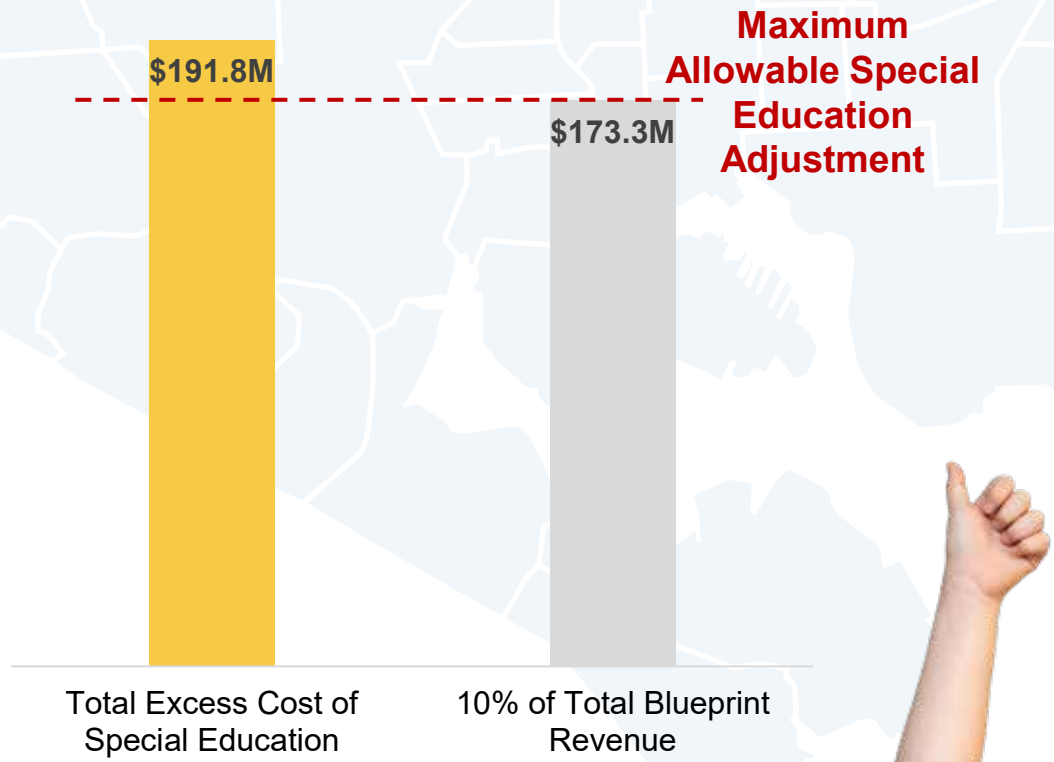 Maximum
Allowable Special
Education
Adjustment
$191.8M
$173.3M
Total Excess Cost of
Special Education
10% of Total Blueprint
Revenue